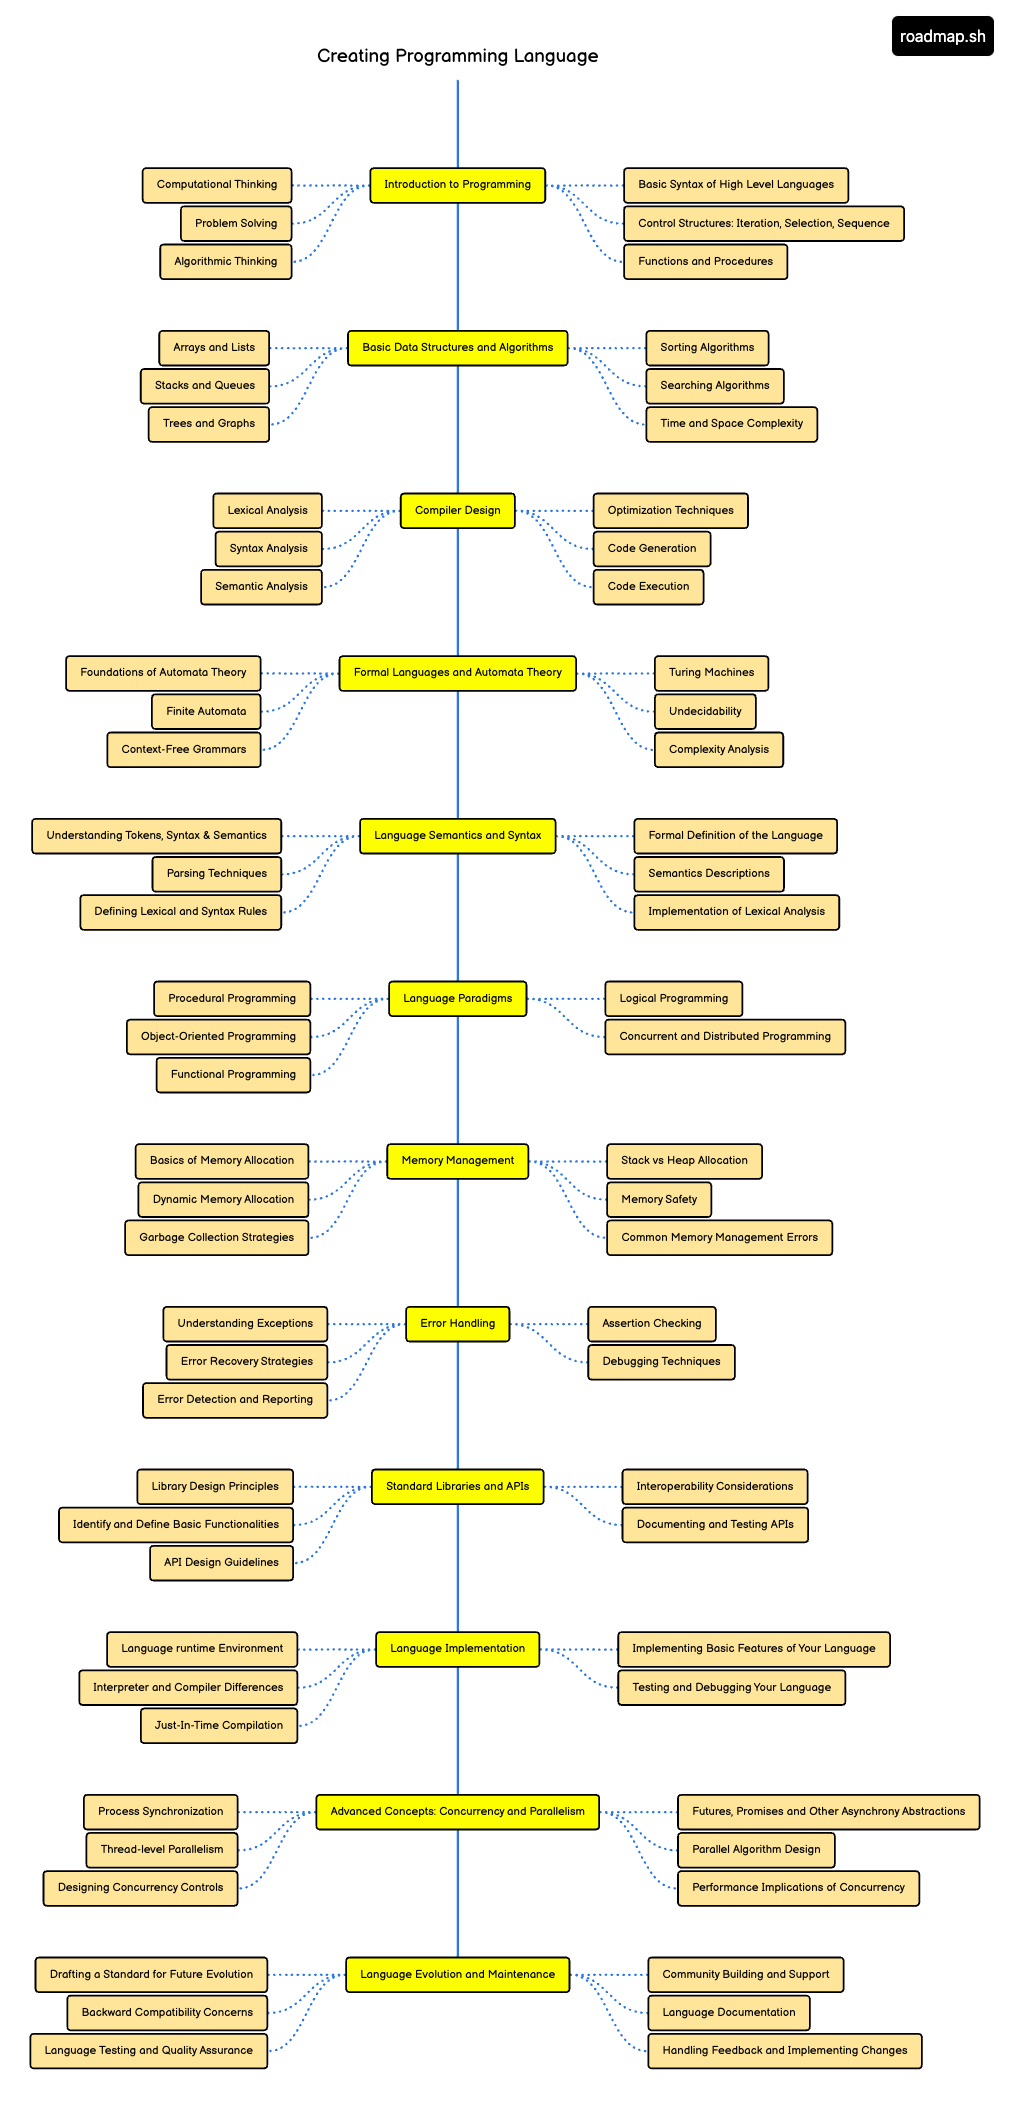 roadmap.sh
Creating Programming Language
Computational Thinking
Introduction to Programming
Basic Syntax of High Level Languages
Problem Solving
Control Structures: Iteration, Selection, Sequence
Algorithmic Thinking
Functions and Procedures
Arrays and Lists
Basic Data Structures and Algorithms
Sorting Algorithms
Stacks and Queues
Searching Algorithms
Trees and Graphs
Time and Space Complexity
Lexical Analysis
Compiler Design
Optimization Techniques
Syntax Analysis
Code Generation
Semantic Analysis
Code Execution
Foundations of Automata Theory
Formal Languages and Automata Theory
Turing Machines
Finite Automata
Undecidability
Context-Free Grammars
Complexity Analysis
Understanding Tokens, Syntax & Semantics
Language Semantics and Syntax
Formal Definition of the Language
Parsing Techniques
Semantics Descriptions
Defining Lexical and Syntax Rules
Implementation of Lexical Analysis
Procedural Programming
Language Paradigms
Logical Programming
Object-Oriented Programming
Concurrent and Distributed Programming
Functional Programming
Basics of Memory Allocation
Memory Management
Stack vs Heap Allocation
Dynamic Memory Allocation
Memory Safety
Garbage Collection Strategies
Common Memory Management Errors
Understanding Exceptions
Error Handling
Assertion Checking
Error Recovery Strategies
Debugging Techniques
Error Detection and Reporting
Library Design Principles
Standard Libraries and APIs
Interoperability Considerations
Identify and Define Basic Functionalities
Documenting and Testing APIs
API Design Guidelines
Language runtime Environment
Language Implementation
Implementing Basic Features of Your Language
Interpreter and Compiler Differences
Testing and Debugging Your Language
Just-In-Time Compilation
Process Synchronization
Advanced Concepts: Concurrency and Parallelism
Futures, Promises and Other Asynchrony Abstractions
Thread-level Parallelism
Parallel Algorithm Design
Designing Concurrency Controls
Performance Implications of Concurrency
Drafting a Standard for Future Evolution
Language Evolution and Maintenance
Community Building and Support
Backward Compatibility Concerns
Language Documentation
Language Testing and Quality Assurance
Handling Feedback and Implementing Changes